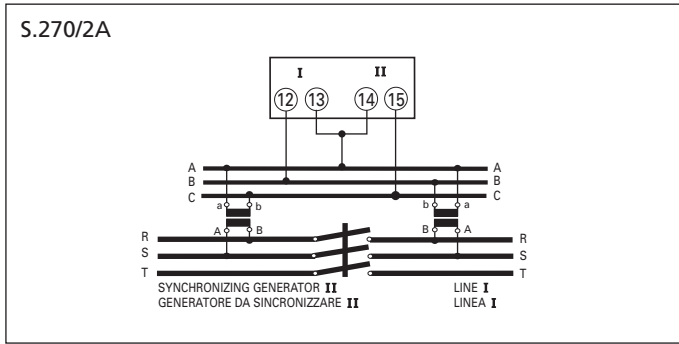 S.270/2A
I II
12 13 14 15
A A
B B
C C
a b b a
A B B A
R R
S S
T T
SYNCHRONIZING GENERATOR II LINE I
GENERATORE DA SINCRONIZZARE II LINEA I